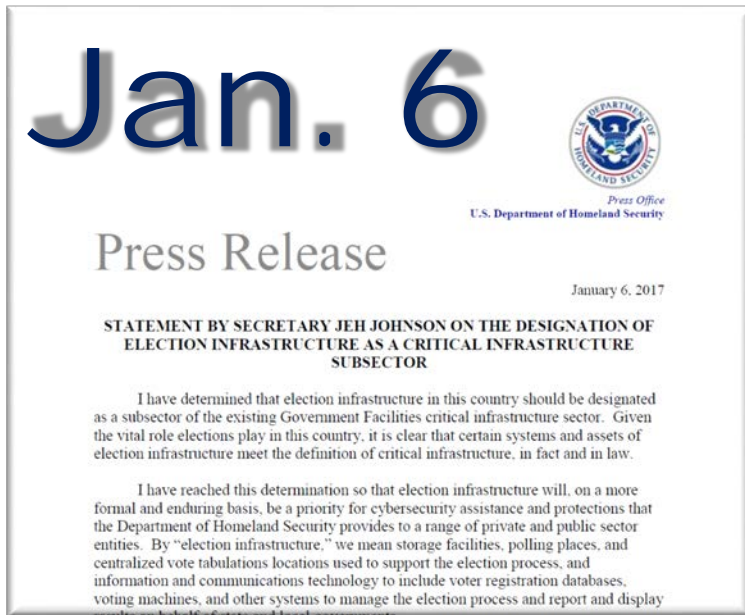 Jan. 6
U.S. DEPARTMENT OF HOMELAND SECURITY
Press Office
U.S. Department of Homeland Security
Press Release
January 6, 2017
STATEMENT BY SECRETARY JEH JOHNSON ON THE DESIGNATION OF
ELECTION INFRASTRUCTURE AS A CRITICAL INFRASTRUCTURE
SUBSECTOR
I have determined that election infrastructure in this country should be designated
as a subsector of the existing Government Facilities critical infrastructure sector.  Given
the vital role elections play in this country, it is clear that certain systems and assets of
election infrastructure meet the definition of critical infrastructure, in fact and in law.
I have reached this determination so that election infrastructure will, on a more
formal and enduring basis, be a priority for cybersecurity assistance and protections that
the Department of Homeland Security provides to a range of private and public sector
entities.  By “election infrastructure,” we mean storage facilities, polling places, and
centralized vote tabulations locations used to support the election process, and
information and communications technology to include voter registration databases,
voting machines, and other systems to manage the election process and report and display